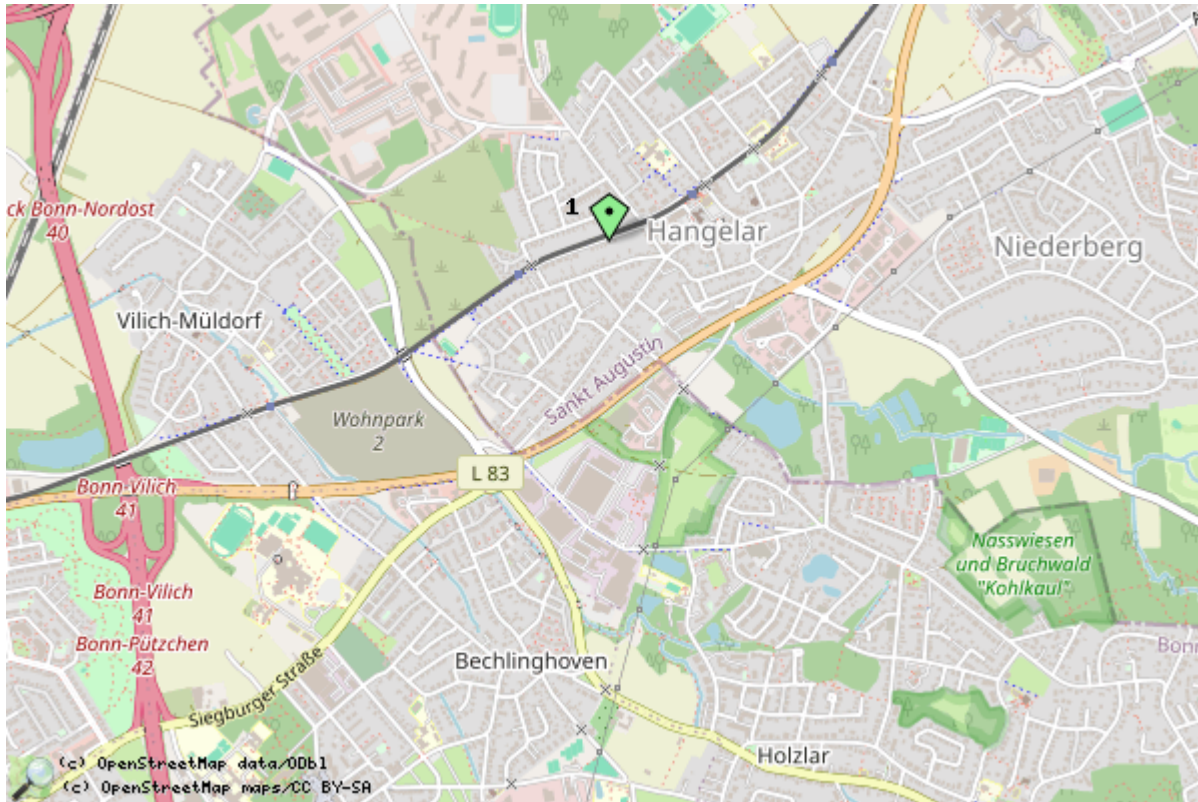 ck Bonn-Nordost
40
1
Hangelar
Niederberg
Vilich-Müldorf
Sankt Augustin
Wohnpark
2
L 83
Bonn-Vilich
41
Nasswiesen
und Bruchwald
"Kohlkaul"
Bonn-Vilich
41
Bonn-Pützchen
42
Bonn
Bechlinghoven
Siegburger Straße
Holzlar
(c) OpenStreetMap data/ODbl
(c) OpenStreetMap maps/CC BY-SA